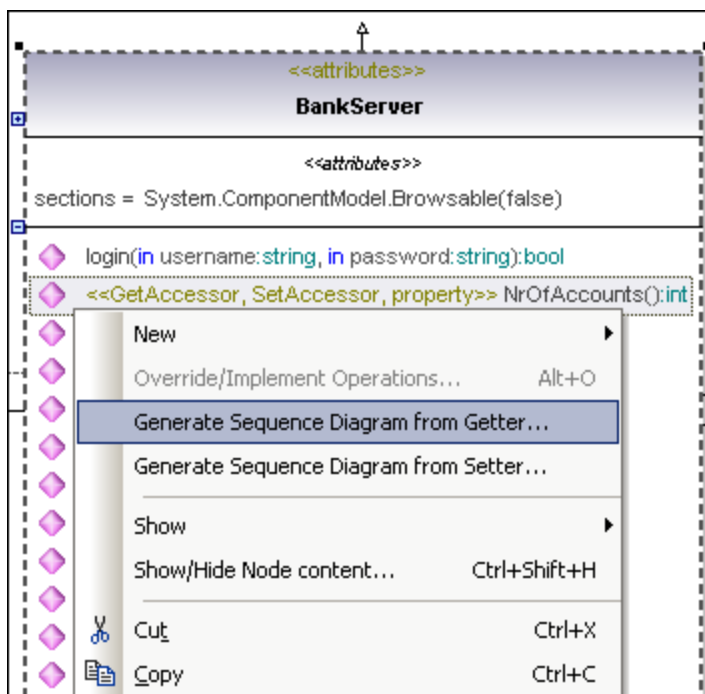 <<attributes>>
BankServer
<<attributes>>
sections = System.ComponentModel.Browsable(false)
login(in username:string, in password:string):bool
<<GetAccessor, SetAccessor, property>> NrOfAccounts():int
New
Override/Implement Operations... Alt+O
Generate Sequence Diagram from Getter...
Generate Sequence Diagram from Setter...
Show
Show/Hide Node content... Ctrl+Shift+H
Cut Ctrl+X
Copy Ctrl+C